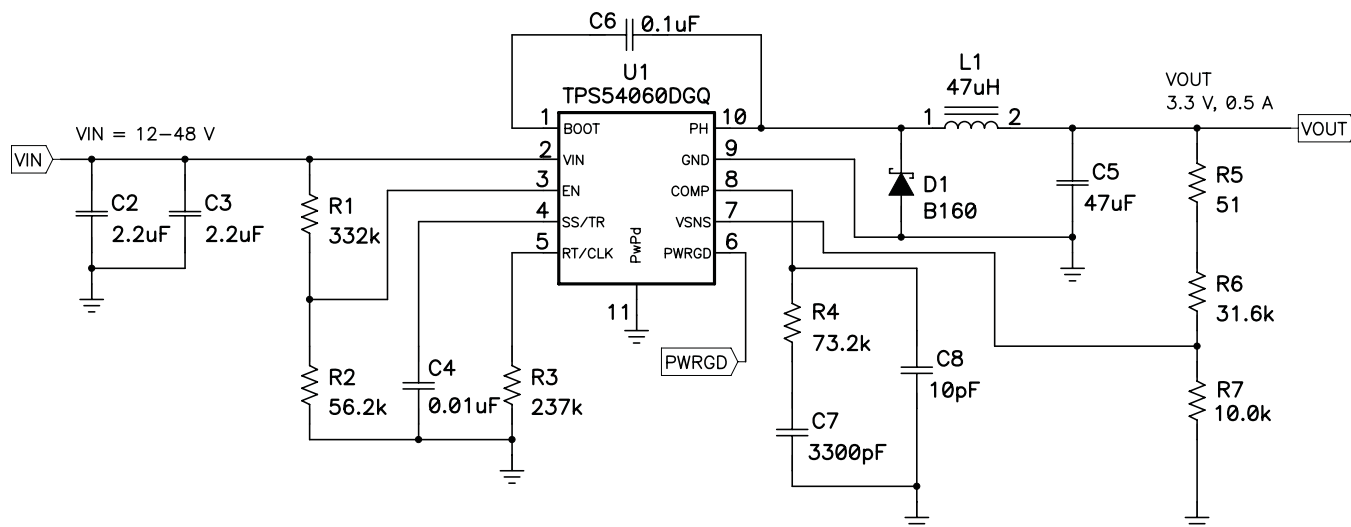 C6
0.1uF
U1
TPS54060DGQ
L1
47uH
VOUT
3.3 V, 0.5 A
VIN = 12-48 V
VIN
VOUT
1
BOOT
PH
10
1
2
2
VIN
GND
9
3
EN
COMP
8
4
SS/TR
VSNS
7
5
RT/CLK
PWRGD
6
PwPd
11
C2
2.2uF
C3
2.2uF
R1
332k
D1
B160
C5
47uF
R5
51
R6
31.6k
R4
73.2k
PWRGD
R2
56.2k
C4
0.01uF
R3
237k
C8
10pF
R7
10.0k
C7
3300pF